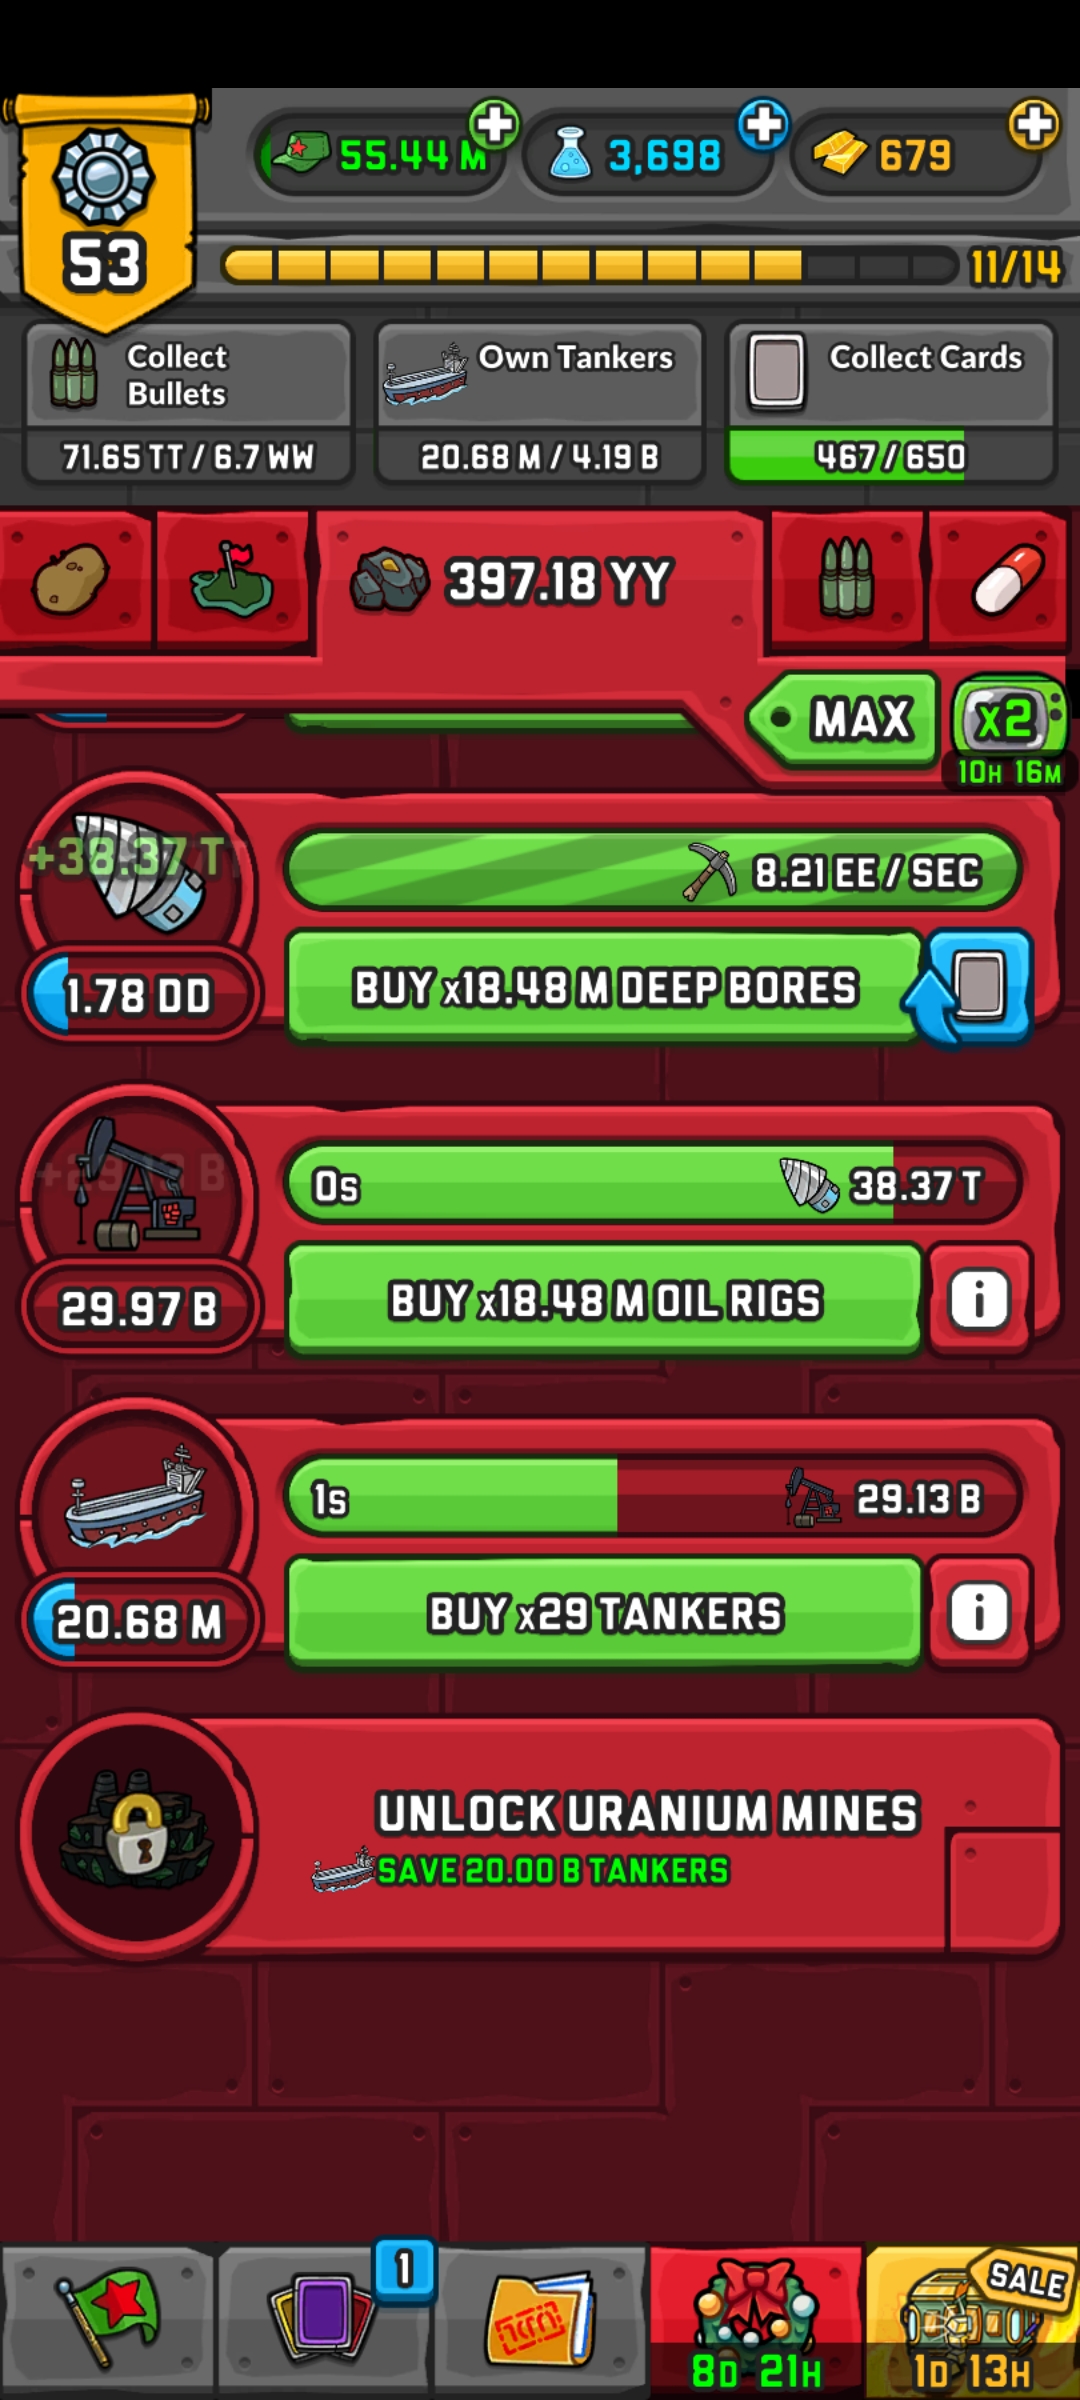 53
55.44 M
3,698
679
11/14
Collect
Bullets
71.65 TT / 6.7 WW
Own Tankers
20.68 M / 4.19 B
Collect Cards
467 / 650
397.18 YY
MAX
x2
10H 16M
+38.37 T
8.21 EE / SEC
1.78 DD
BUY x18.48 M DEEP BORES
+29.13 B
0s
38.37 T
29.97 B
BUY x18.48 M OIL RIGS
i
1s
29.13 B
20.68 M
BUY x29 TANKERS
i
UNLOCK URANIUM MINES
SAVE 20.00 B TANKERS
1
SALE
8D 21H
1D 13H